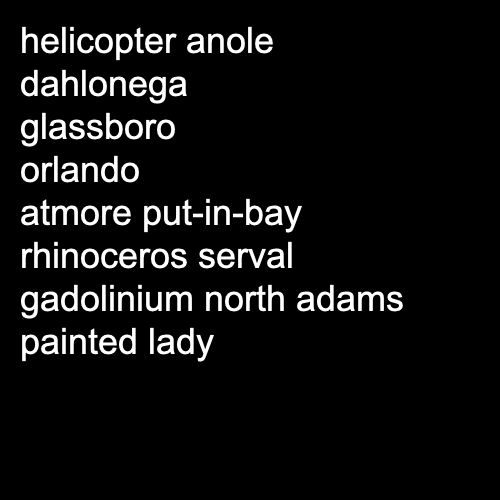 helicopter anole
dahlonega
glassboro
orlando
atmore put-in-bay
rhinoceros serval
gadolinium north adams
painted lady